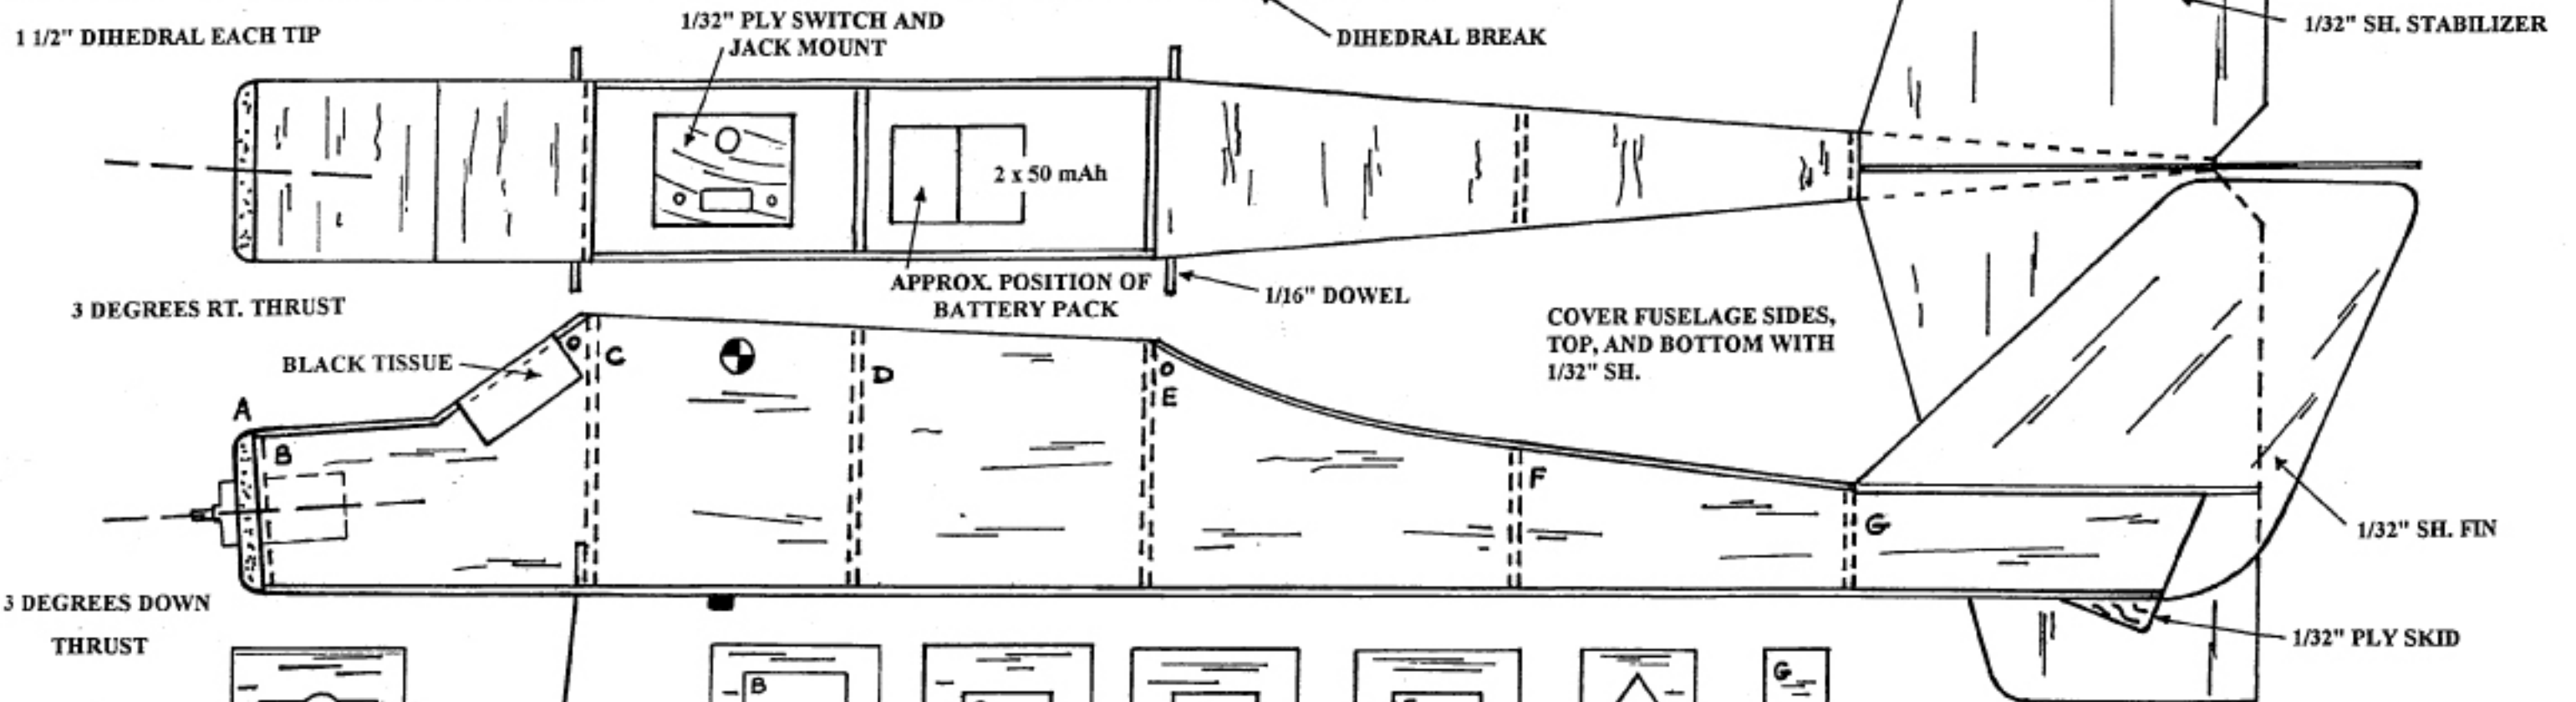 1 1/2" DIHEDRAL EACH TIP
1/32" PLY SWITCH AND
JACK MOUNT
DIHEDRAL BREAK
1/32" SH. STABILIZER
2 x 50 mAh
APPROX. POSITION OF
BATTERY PACK
1/16" DOWEL
3 DEGREES RT. THRUST
BLACK TISSUE
COVER FUSELAGE SIDES,
TOP, AND BOTTOM WITH
1/32" SH.
A
B
C
D
E
F
G
1/32" SH. FIN
3 DEGREES DOWN
THRUST
1/32" PLY SKID
B
G